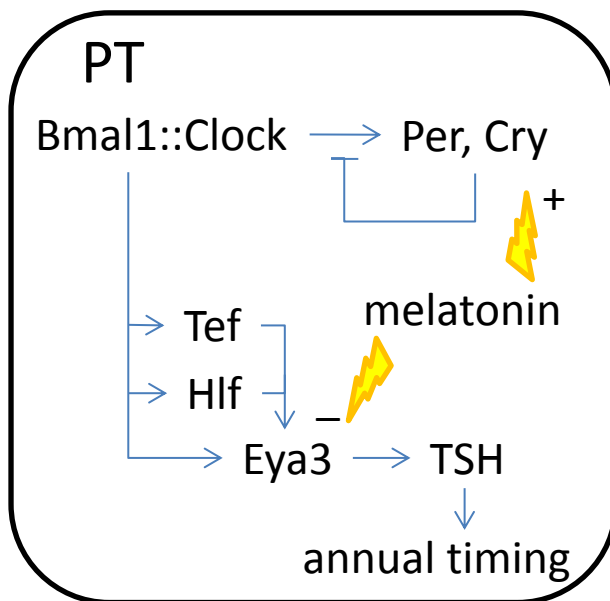 PT
Bmal1::Clock Per, Cry
+
melatonin
Tef
Hlf
−
Eya3 TSH
annual timing